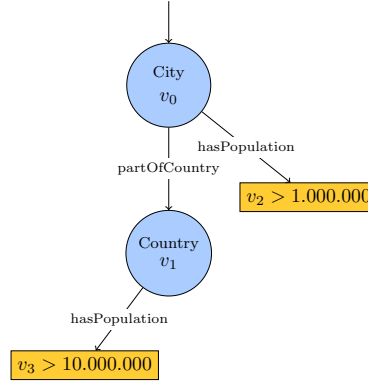 City
v₀
hasPopulation
partOfCountry
v₂ > 1.000.000
Country
v₁
hasPopulation
v₃ > 10.000.000